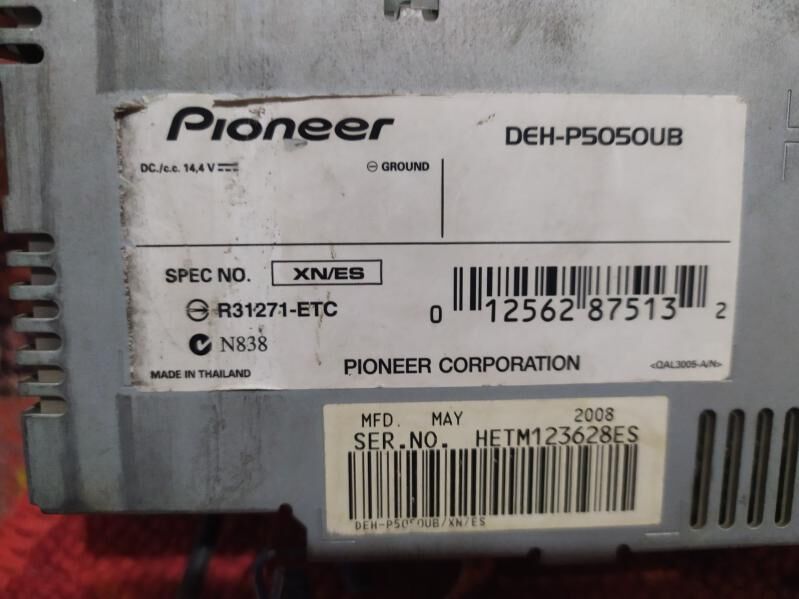 Pioneer
DEH-P5050UB
DC./c.c. 14,4 V
GROUND
SPEC NO. XN/ES
R31271-ETC
N838
0 12562 87513 2
MADE IN THAILAND
PIONEER CORPORATION
<QAL3005-A/N>
MFD. MAY 2008
SER.NO. HETM123628ES
DEH-P5050UB/XN/ES